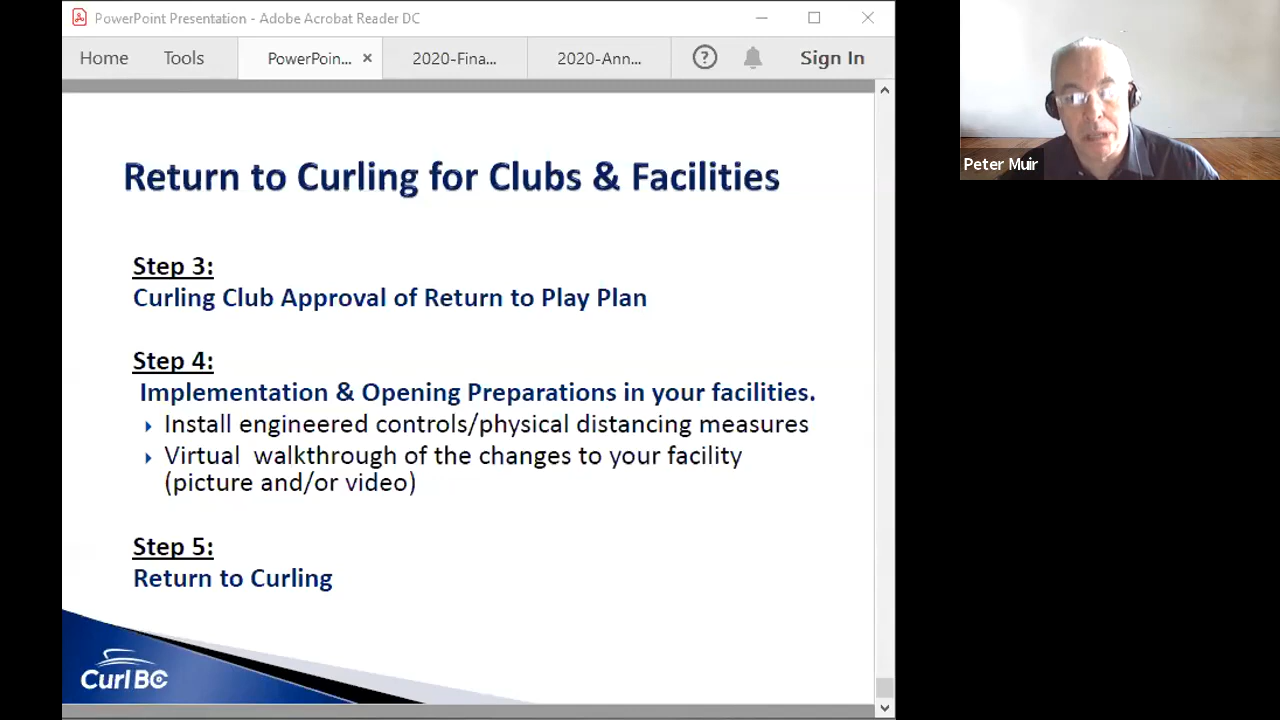 PowerPoint Presentation - Adobe Acrobat Reader DC
Home Tools PowerPoin... × 2020-Fina... 2020-Ann... ? Sign In
Peter Muir
Return to Curling for Clubs & Facilities
Step 3:
Curling Club Approval of Return to Play Plan
Step 4:
Implementation & Opening Preparations in your facilities.
Install engineered controls/physical distancing measures
Virtual walkthrough of the changes to your facility
(picture and/or video)
Step 5:
Return to Curling
Curl BC